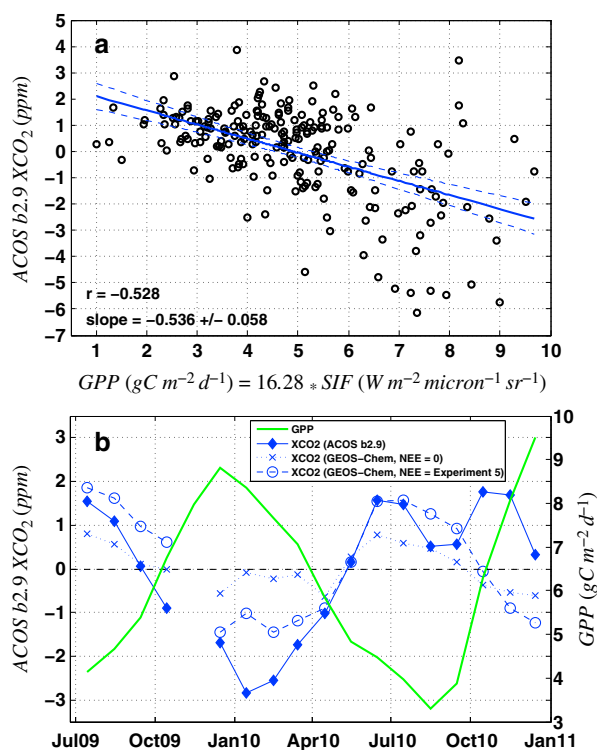 a
ACOS b2.9 XCO2 (ppm)
5
4
3
2
1
0
−1
−2
−3
−4
−5
−6
−7
r = −0.528
slope = −0.536 +/− 0.058
1 2 3 4 5 6 7 8 9 10
GPP (gC m−2 d−1) = 16.28 * SIF (W m−2 micron−1 sr−1)
b
GPP
XCO2 (ACOS b2.9)
XCO2 (GEOS−Chem, NEE = 0)
XCO2 (GEOS−Chem, NEE = Experiment 5)
ACOS b2.9 XCO2 (ppm)
3
2
1
0
−1
−2
−3
10
9
8
7
6
5
4
3
GPP (gC m−2 d−1)
Jul09 Oct09 Jan10 Apr10 Jul10 Oct10 Jan11